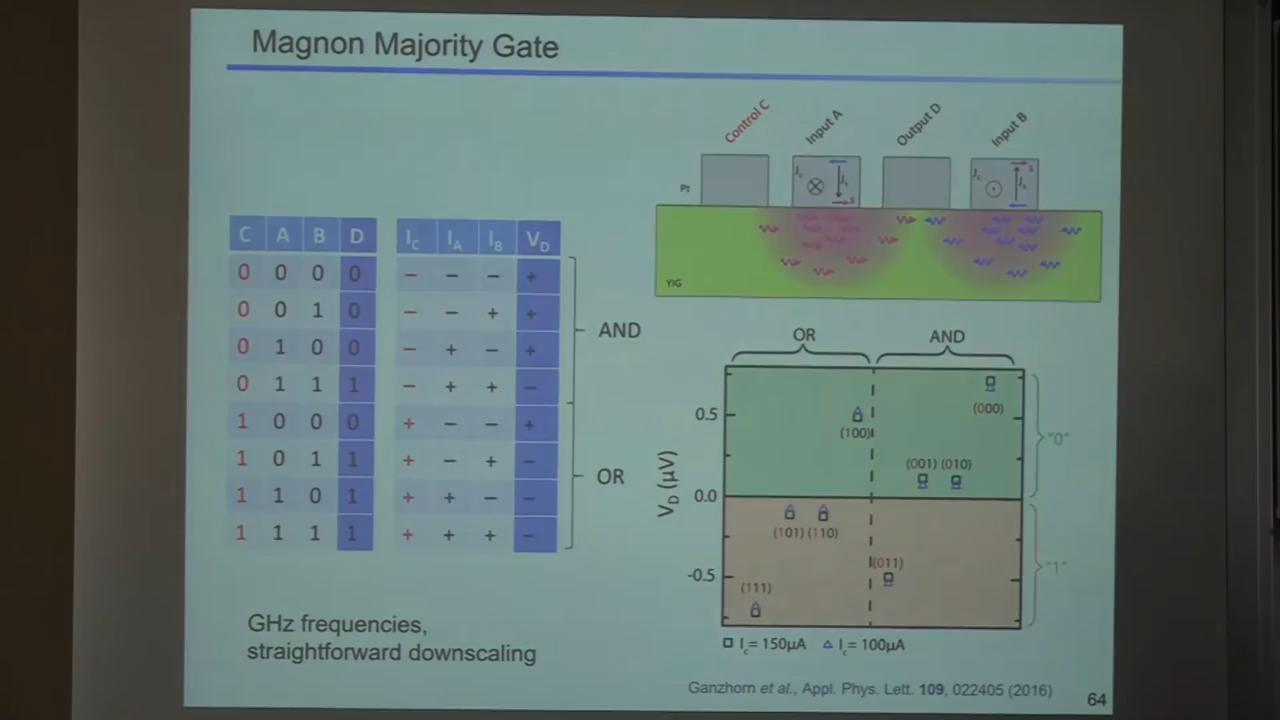 Magnon Majority Gate
Control C
Input A
Output D
Input B
Pt
J_c J_s s
J_c J_s s
YIG
C A B D
0 0 0 0
0 0 1 0
0 1 0 0
0 1 1 1
1 0 0 0
1 0 1 1
1 1 0 1
1 1 1 1
I_C I_A I_B V_D
− − − +
− − + +
− + − +
− + + −
+ − − +
+ − + −
+ + − −
+ + + −
AND
OR
OR AND
V_D (µV)
0.5
0.0
-0.5
(000)
(100)
(001) (010)
(101) (110)
(011)
(111)
"0"
"1"
□ I_c= 150µA △ I_c= 100µA
GHz frequencies,
straightforward downscaling
Ganzhorn et al., Appl. Phys. Lett. 109, 022405 (2016)
64